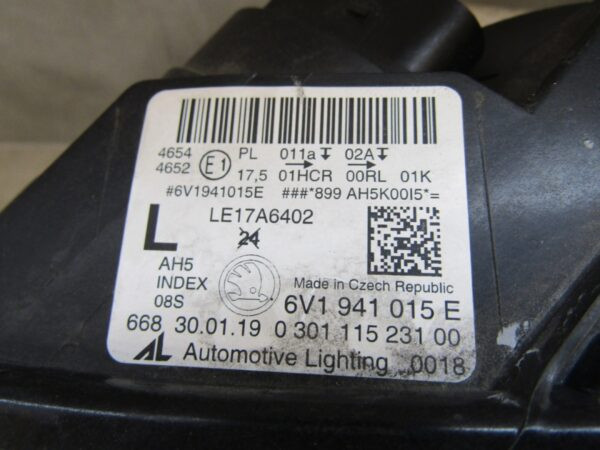 4654 E1 PL 011a 02A
4652 17,5 01HCR 00RL 01K
#6V1941015E ###*899 AH5K00I5*=
L LE17A6402
24
AH5
INDEX Made in Czech Republic
08S 6V1 941 015 E
668 30.01.19 0 301 115 231 00
AL Automotive Lighting 0018